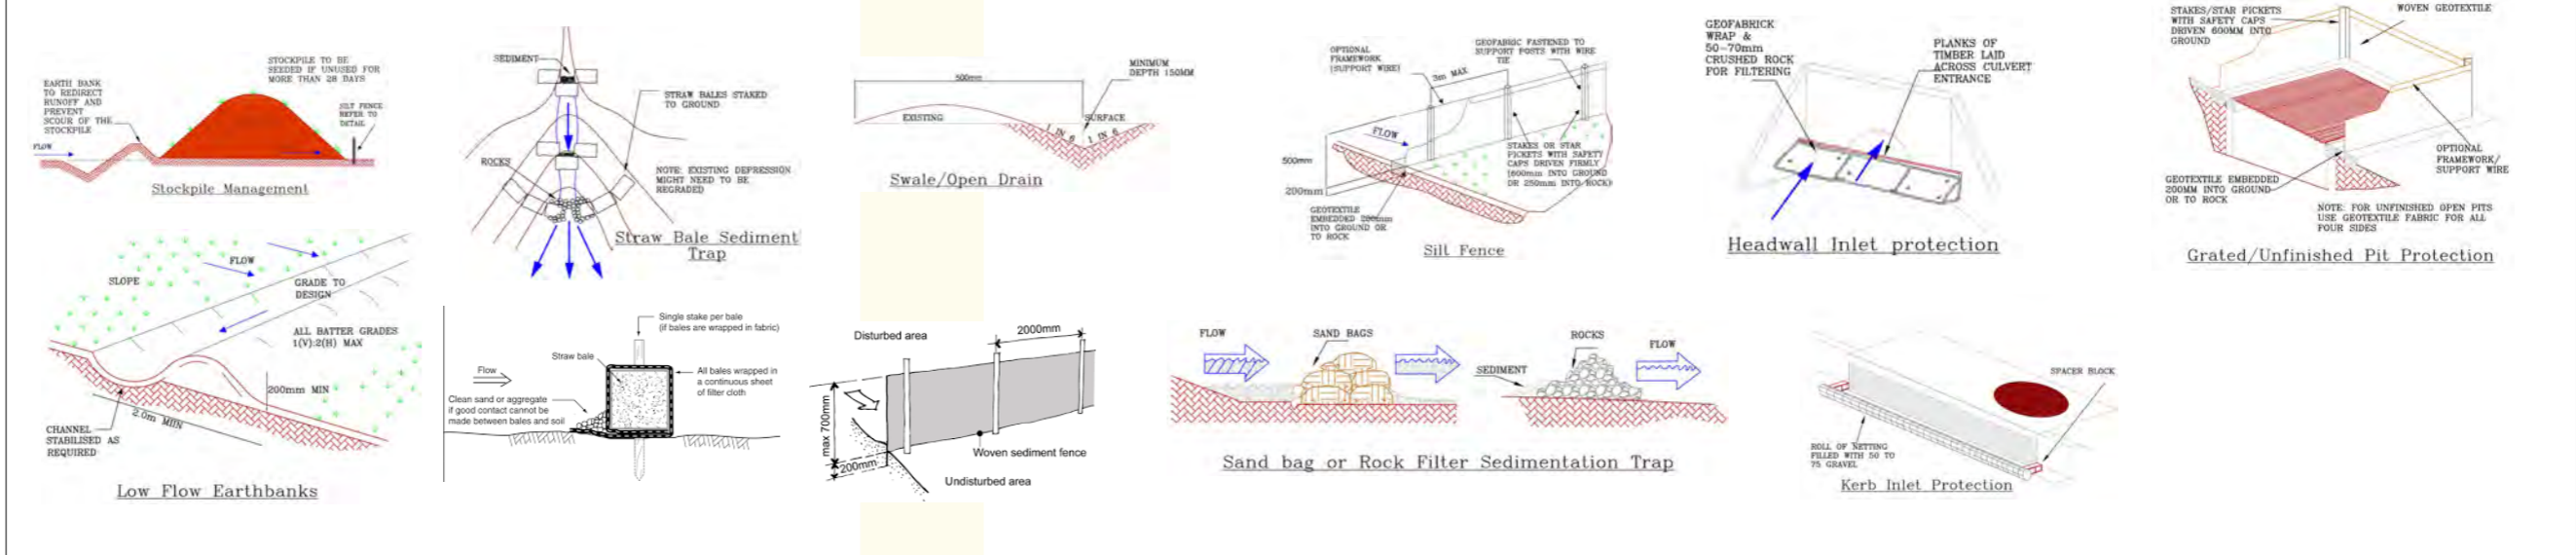 EARTH BANK
TO REDIRECT
RUNOFF AND
PREVENT
SCOUR OF THE
STOCKPILE
STOCKPILE TO BE
SEEDED IF UNUSED FOR
MORE THAN 28 DAYS
SILT FENCE
REFER TO
DETAIL
FLOW
Stockpile Management
SEDIMENT
STRAW BALES STAKED
TO GROUND
ROCKS
NOTE: EXISTING DEPRESSION
MIGHT NEED TO BE
REGRADED
Straw Bale Sediment
Trap
500mm
MINIMUM
DEPTH 150MM
EXISTING
SURFACE
1 IN 6
1 IN 6
Swale/Open Drain
OPTIONAL
FRAMEWORK
(SUPPORT WIRE)
GEOFABRIC FASTENED TO
SUPPORT POSTS WITH WIRE
TIE
3m MAX
FLOW
500mm
200mm
STAKES OR STAR
PICKETS WITH SAFETY
CAPS DRIVEN FIRMLY
(600mm INTO GROUND
OR 250mm INTO ROCK)
GEOTEXTILE
EMBEDDED 200mm
INTO GROUND OR
TO ROCK
Silt Fence
GEOFABRICK
WRAP &
50-70mm
CRUSHED ROCK
FOR FILTERING
PLANKS OF
TIMBER LAID
ACROSS CULVERT
ENTRANCE
Headwall Inlet protection
STAKES/STAR PICKETS
WITH SAFETY CAPS
DRIVEN 600MM INTO
GROUND
WOVEN GEOTEXTILE
OPTIONAL
FRAMEWORK/
SUPPORT WIRE
GEOTEXTILE EMBEDDED
200MM INTO GROUND
OR TO ROCK
NOTE: FOR UNFINISHED OPEN PITS
USE GEOTEXTILE FABRIC FOR ALL
FOUR SIDES
Grated/Unfinished Pit Protection
FLOW
SLOPE
GRADE TO
DESIGN
ALL BATTER GRADES
1(V):2(H) MAX
200mm MIN
2.0m MIIN
CHANNEL
STABILISED AS
REQUIRED
Low Flow Earthbanks
Single stake per bale
(if bales are wrapped in fabric)
Straw bale
Flow
All bales wrapped in
a continuous sheet
of filter cloth
Clean sand or aggregate
if good contact cannot be
made between bales and soil
Disturbed area
2000mm
max 700mm
200mm
Woven sediment fence
Undisturbed area
FLOW
SAND BAGS
ROCKS
FLOW
SEDIMENT
Sand bag or Rock Filter Sedimentation Trap
SPACER BLOCK
ROLL OF NETTING
FILLED WITH 50 TO
75 GRAVEL
Kerb Inlet Protection